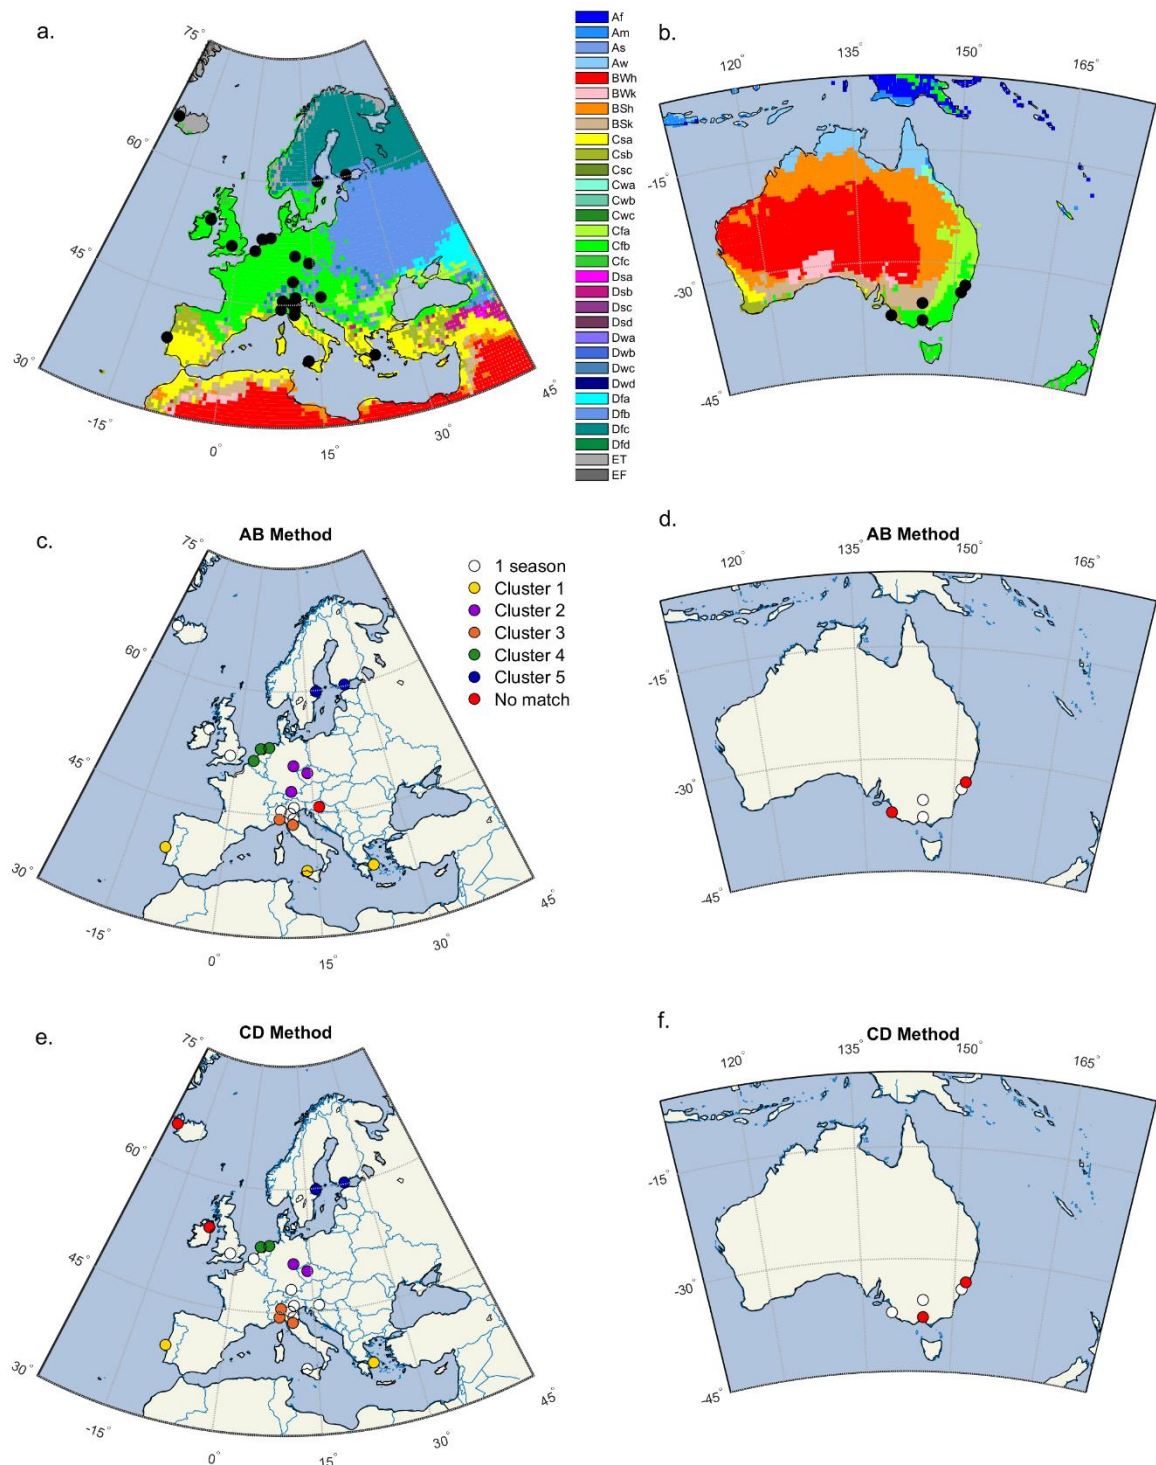 a.
75°
60°
45°
30°
-15°
0°
15°
30°
45°
Af
Am
As
Aw
BWh
BWk
BSh
BSk
Csa
Csb
Csc
Cwa
Cwb
Cwc
Cfa
Cfb
Cfc
Dsa
Dsb
Dsc
Dsd
Dwa
Dwb
Dwc
Dwd
Dfa
Dfb
Dfc
Dfd
ET
EF
b.
120°
135°
150°
165°
-15°
-30°
-45°
c.
AB Method
75°
60°
45°
30°
-15°
0°
15°
30°
45°
1 season
Cluster 1
Cluster 2
Cluster 3
Cluster 4
Cluster 5
No match
d.
AB Method
120°
135°
150°
165°
-15°
-30°
-45°
e.
CD Method
75°
60°
45°
30°
-15°
0°
15°
30°
45°
f.
CD Method
120°
135°
150°
165°
-15°
-30°
-45°